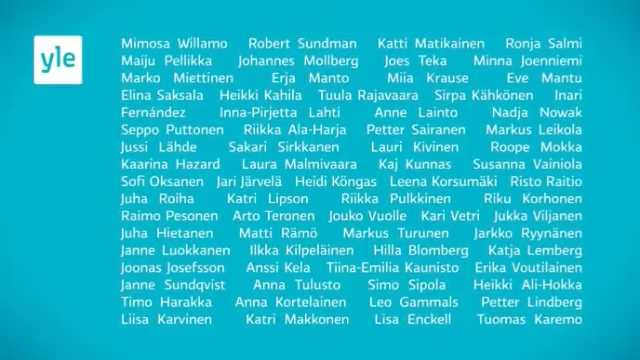 yle
Mimosa Willamo Robert Sundman Katti Matikainen Ronja Salmi
Maiju Pellikka Johannes Mollberg Joes Teka Minna Joenniemi
Marko Miettinen Erja Manto Miia Krause Eve Mantu
Elina Saksala Heikki Kahila Tuula Rajavaara Sirpa Kähkönen Inari
Fernández Inna-Pirjetta Lahti Anne Lainto Nadja Nowak
Seppo Puttonen Riikka Ala-Harja Petter Sairanen Markus Leikola
Jussi Lähde Sakari Sirkkanen Lauri Kivinen Roope Mokka
Kaarina Hazard Laura Malmivaara Kaj Kunnas Susanna Vainiola
Sofi Oksanen Jari Järvelä Heidi Köngas Leena Korsumäki Risto Raitio
Juha Roiha Katri Lipson Riikka Pulkkinen Riku Korhonen
Raimo Pesonen Arto Teronen Jouko Vuolle Kari Vetri Jukka Viljanen
Juha Hietanen Matti Rämö Markus Turunen Jarkko Ryynänen
Janne Luokkanen Ilkka Kilpeläinen Hilla Blomberg Katja Lemberg
Joonas Josefsson Anssi Kela Tiina-Emilia Kaunisto Erika Voutilainen
Janne Sundqvist Anna Tulusto Simo Sipola Heikki Ali-Hokka
Timo Harakka Anna Kortelainen Leo Gammals Petter Lindberg
Liisa Karvinen Katri Makkonen Lisa Enckell Tuomas Karemo